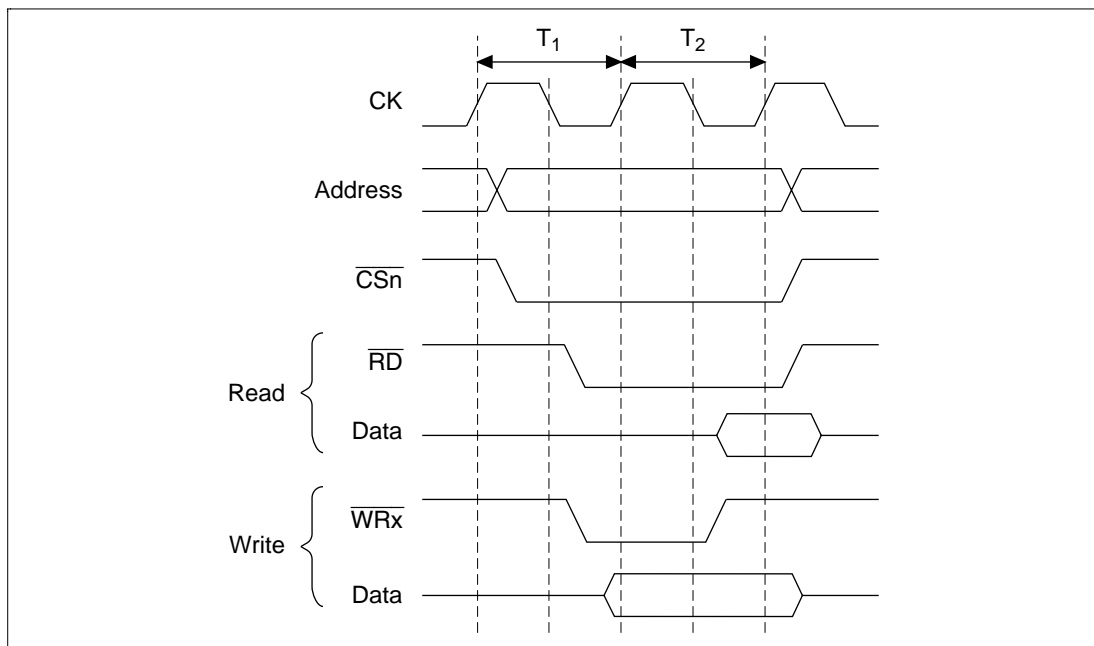 T1 T2
CK
Address
CSn
RD
Read
Data
WRx
Write
Data